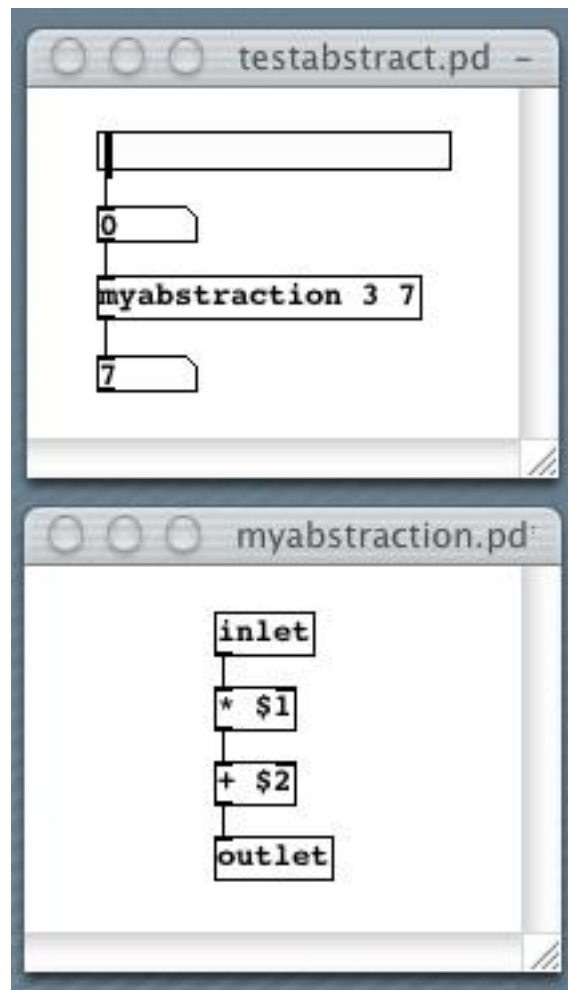 testabstract.pd –
0
myabstraction 3 7
7
myabstraction.pd
inlet
* $1
+ $2
outlet